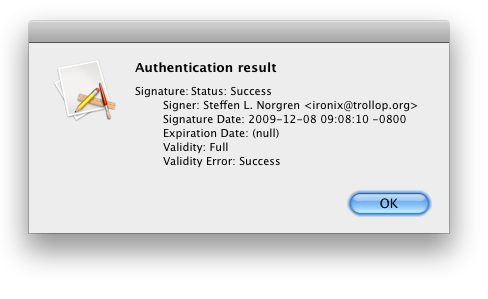 Authentication result
Signature: Status: Success
Signer: Steffen L. Norgren <ironix@trollop.org>
Signature Date: 2009-12-08 09:08:10 -0800
Expiration Date: (null)
Validity: Full
Validity Error: Success
OK